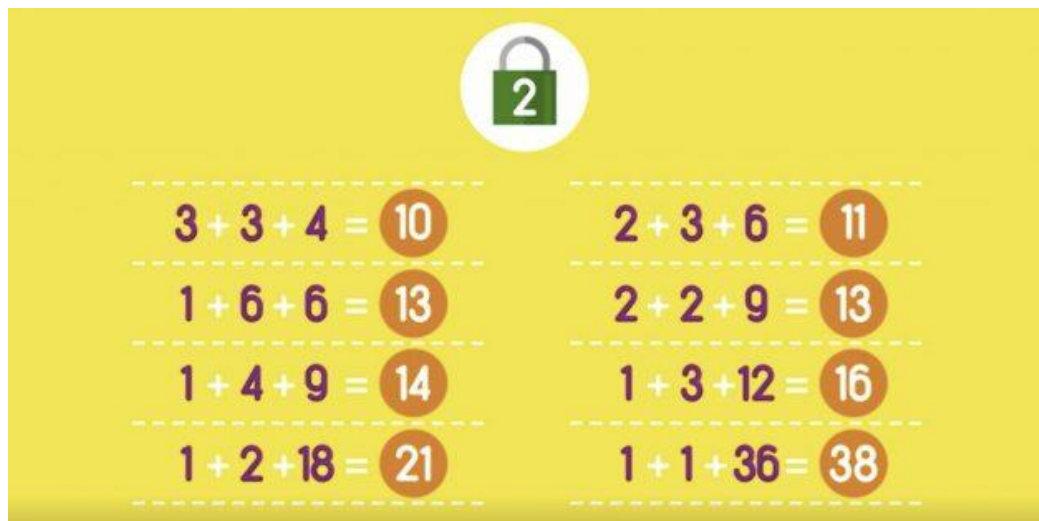 2
3 + 3 + 4 = 10
2 + 3 + 6 = 11
1 + 6 + 6 = 13
2 + 2 + 9 = 13
1 + 4 + 9 = 14
1 + 3 + 12 = 16
1 + 2 + 18 = 21
1 + 1 + 36 = 38